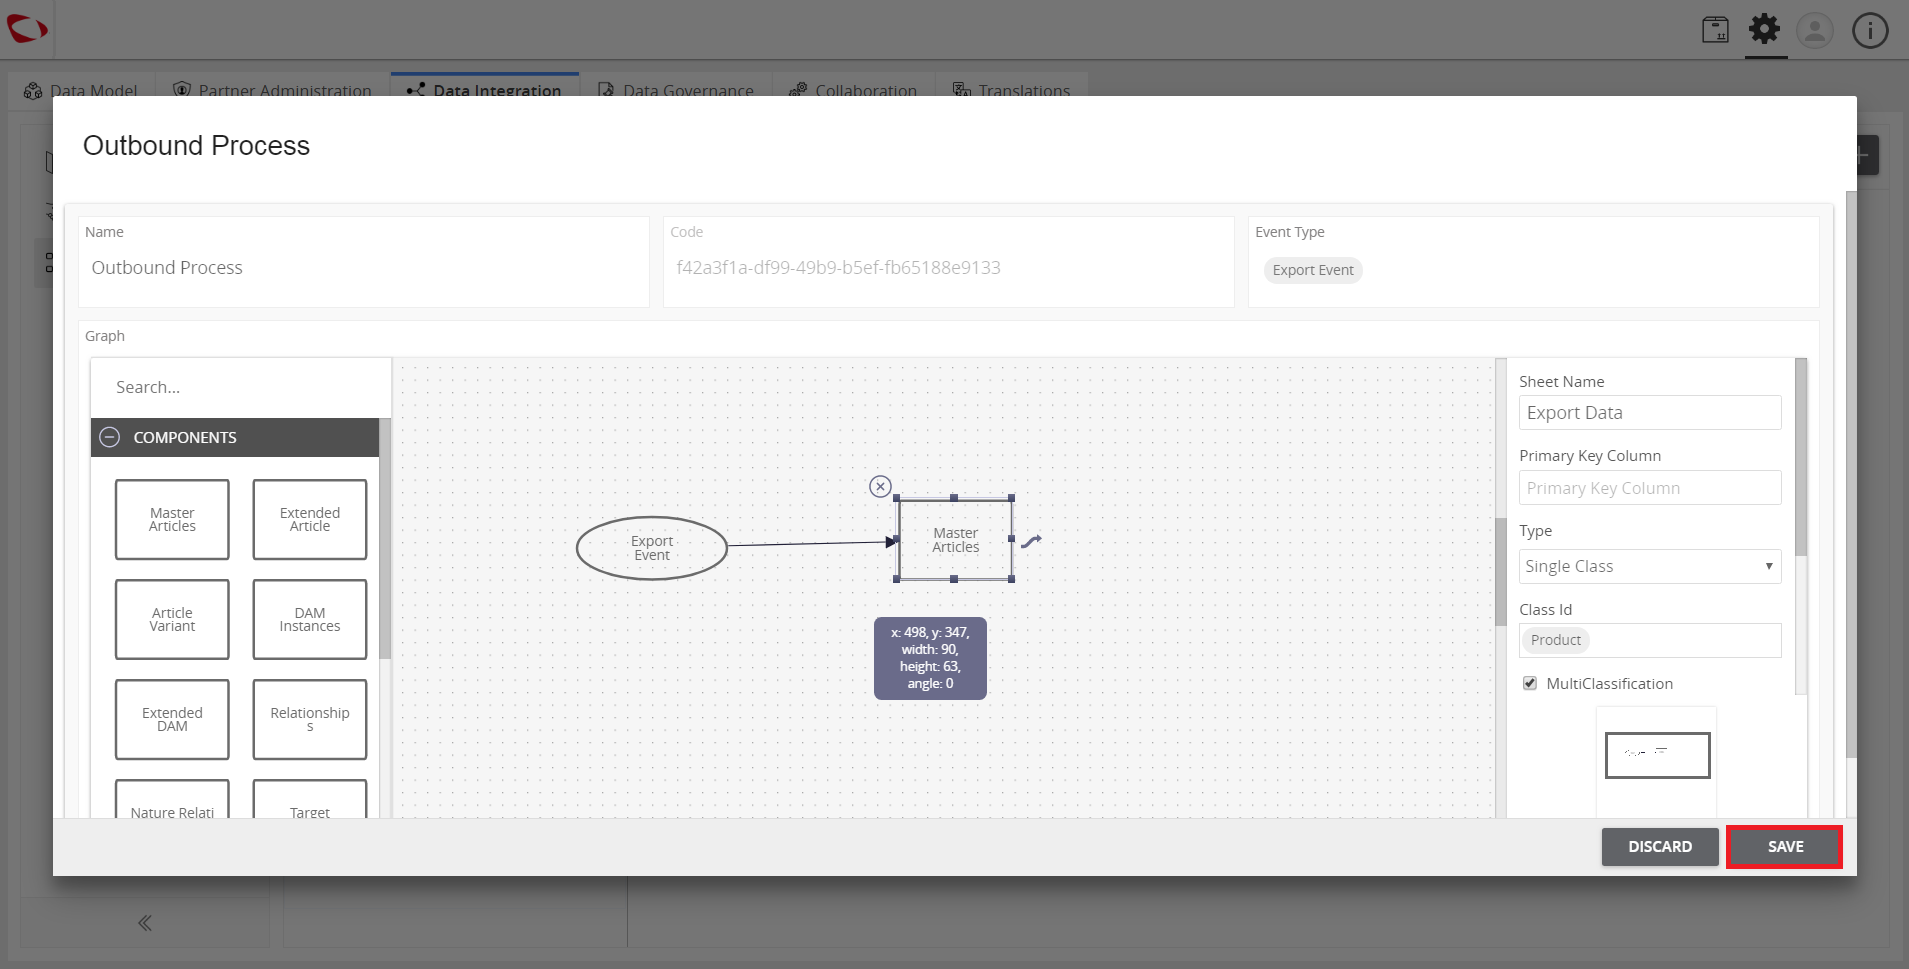 Data Model
Partner Administration
Data Integration
Data Governance
Collaboration
Translations
Outbound Process
Name
Outbound Process
Code
f42a3f1a-df99-49b9-b5ef-fb65188e9133
Event Type
Export Event
Graph
Search...
COMPONENTS
Master
Articles
Extended
Article
Article
Variant
DAM
Instances
Extended
DAM
Relationship
s
Nature Relati
Target
Export
Event
Master
Articles
x: 498, y: 347,
width: 90,
height: 63,
angle: 0
Sheet Name
Export Data
Primary Key Column
Primary Key Column
Type
Single Class
Class Id
Product
MultiClassification
DISCARD
SAVE